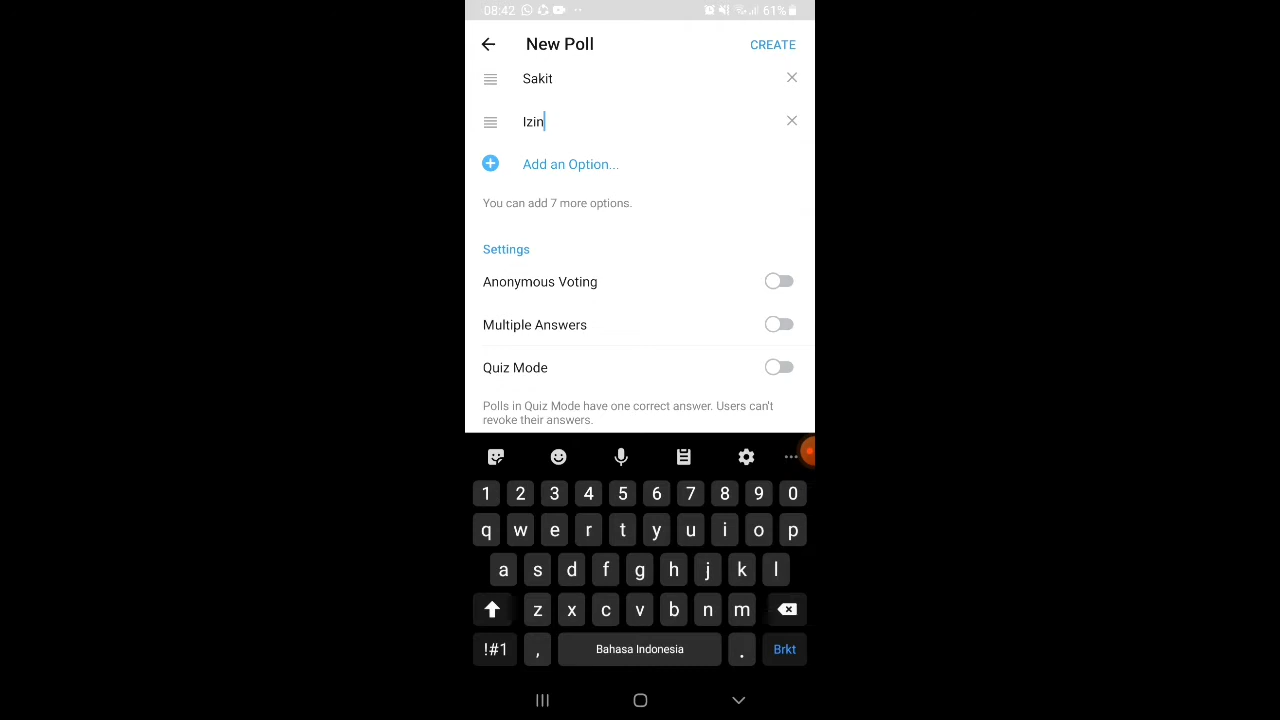 08:42 61%
New Poll CREATE
Sakit
Izin
Add an Option...
You can add 7 more options.
Settings
Anonymous Voting
Multiple Answers
Quiz Mode
Polls in Quiz Mode have one correct answer. Users can't
revoke their answers.
1 2 3 4 5 6 7 8 9 0
q w e r t y u i o p
a s d f g h j k l
z x c v b n m
!#1 , Bahasa Indonesia . Brkt